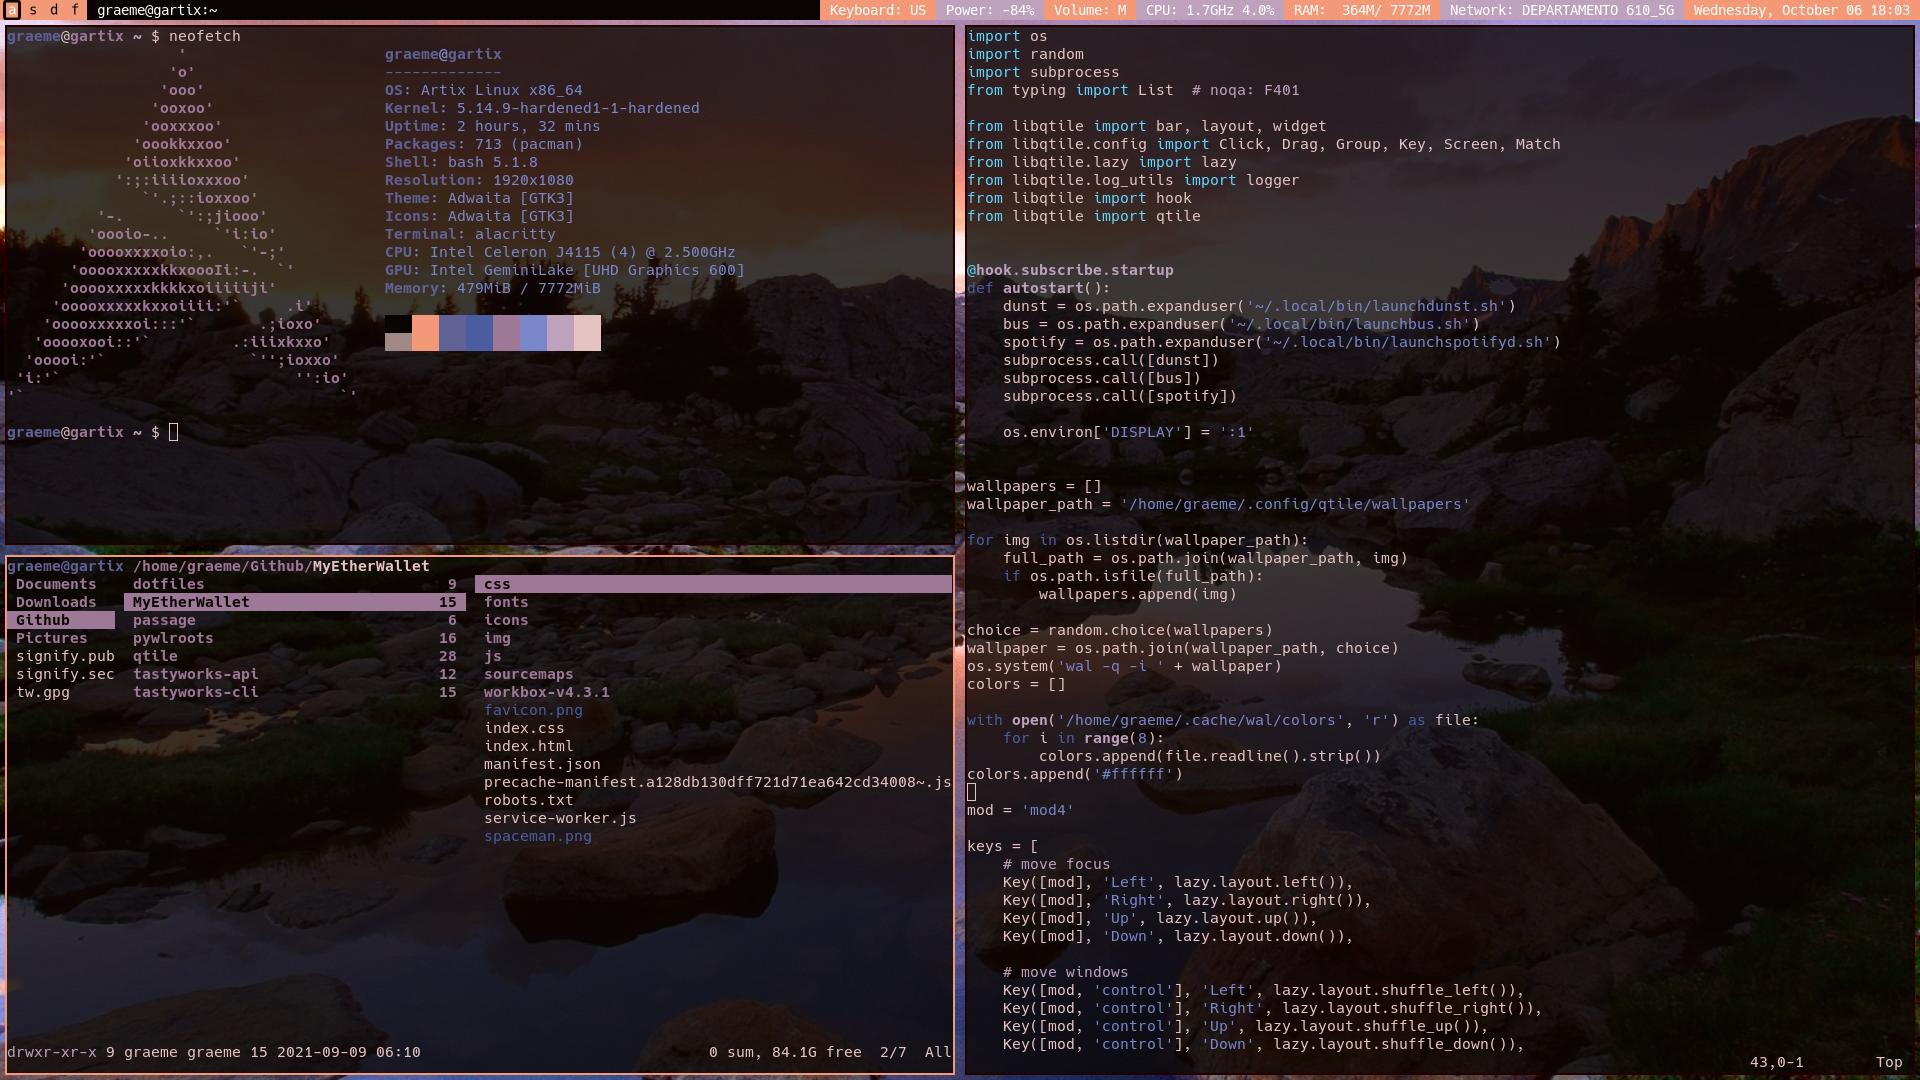 a s d f graeme@gartix:~ Keyboard: US Power: -84% Volume: M CPU: 1.7GHz 4.0% RAM:  364M/ 7772M Network: DEPARTAMENTO 610_5G Wednesday, October 06 18:03
graeme@gartix ~ $ neofetch
                   '
                  'o'
                 'ooo'
                'ooxoo'
               'ooxxxoo'
              'oookkxxoo'
             'oiioxkkxxoo'
            ':;:iiiioxxxoo'
               `'.;::ioxxoo'
          '-.      `':;jiooo'
         'oooio-..     `'i:io'
        'ooooxxxxoio:,.   `'-;'
       'ooooxxxxxkkxoooIi:-.  `'
      'ooooxxxxxkkkkxoiiiiiji'
     'ooooxxxxxkxxoiiii:'`     .i'
    'ooooxxxxxoi:::'`       .;ioxo'
   'ooooxooi::'`         .:iiixkxxo'
  'ooooi:'`                `'';ioxxo'
 'i:'`                          '':io'
'`                                   `'
graeme@gartix
-------------
OS: Artix Linux x86_64
Kernel: 5.14.9-hardened1-1-hardened
Uptime: 2 hours, 32 mins
Packages: 713 (pacman)
Shell: bash 5.1.8
Resolution: 1920x1080
Theme: Adwaita [GTK3]
Icons: Adwaita [GTK3]
Terminal: alacritty
CPU: Intel Celeron J4115 (4) @ 2.500GHz
GPU: Intel GeminiLake [UHD Graphics 600]
Memory: 479MiB / 7772MiB
graeme@gartix ~ $
graeme@gartix /home/graeme/Github/MyEtherWallet
Documents
Downloads
Github
Pictures
signify.pub
signify.sec
tw.gpg
dotfiles 9
MyEtherWallet 15
passage 6
pywlroots 16
qtile 28
tastyworks-api 12
tastyworks-cli 15
css
fonts
icons
img
js
sourcemaps
workbox-v4.3.1
favicon.png
index.css
index.html
manifest.json
precache-manifest.a128db130dff721d71ea642cd34008~.js
robots.txt
service-worker.js
spaceman.png
drwxr-xr-x 9 graeme graeme 15 2021-09-09 06:10 0 sum, 84.1G free  2/7  All
import os
import random
import subprocess
from typing import List  # noqa: F401
from libqtile import bar, layout, widget
from libqtile.config import Click, Drag, Group, Key, Screen, Match
from libqtile.lazy import lazy
from libqtile.log_utils import logger
from libqtile import hook
from libqtile import qtile
@hook.subscribe.startup
def autostart():
    dunst = os.path.expanduser('~/.local/bin/launchdunst.sh')
    bus = os.path.expanduser('~/.local/bin/launchbus.sh')
    spotify = os.path.expanduser('~/.local/bin/launchspotifyd.sh')
    subprocess.call([dunst])
    subprocess.call([bus])
    subprocess.call([spotify])
    os.environ['DISPLAY'] = ':1'
wallpapers = []
wallpaper_path = '/home/graeme/.config/qtile/wallpapers'
for img in os.listdir(wallpaper_path):
    full_path = os.path.join(wallpaper_path, img)
    if os.path.isfile(full_path):
        wallpapers.append(img)
choice = random.choice(wallpapers)
wallpaper = os.path.join(wallpaper_path, choice)
os.system('wal -q -i ' + wallpaper)
colors = []
with open('/home/graeme/.cache/wal/colors', 'r') as file:
    for i in range(8):
        colors.append(file.readline().strip())
colors.append('#ffffff')
mod = 'mod4'
keys = [
    # move focus
    Key([mod], 'Left', lazy.layout.left()),
    Key([mod], 'Right', lazy.layout.right()),
    Key([mod], 'Up', lazy.layout.up()),
    Key([mod], 'Down', lazy.layout.down()),
    # move windows
    Key([mod, 'control'], 'Left', lazy.layout.shuffle_left()),
    Key([mod, 'control'], 'Right', lazy.layout.shuffle_right()),
    Key([mod, 'control'], 'Up', lazy.layout.shuffle_up()),
    Key([mod, 'control'], 'Down', lazy.layout.shuffle_down()),
43,0-1 Top